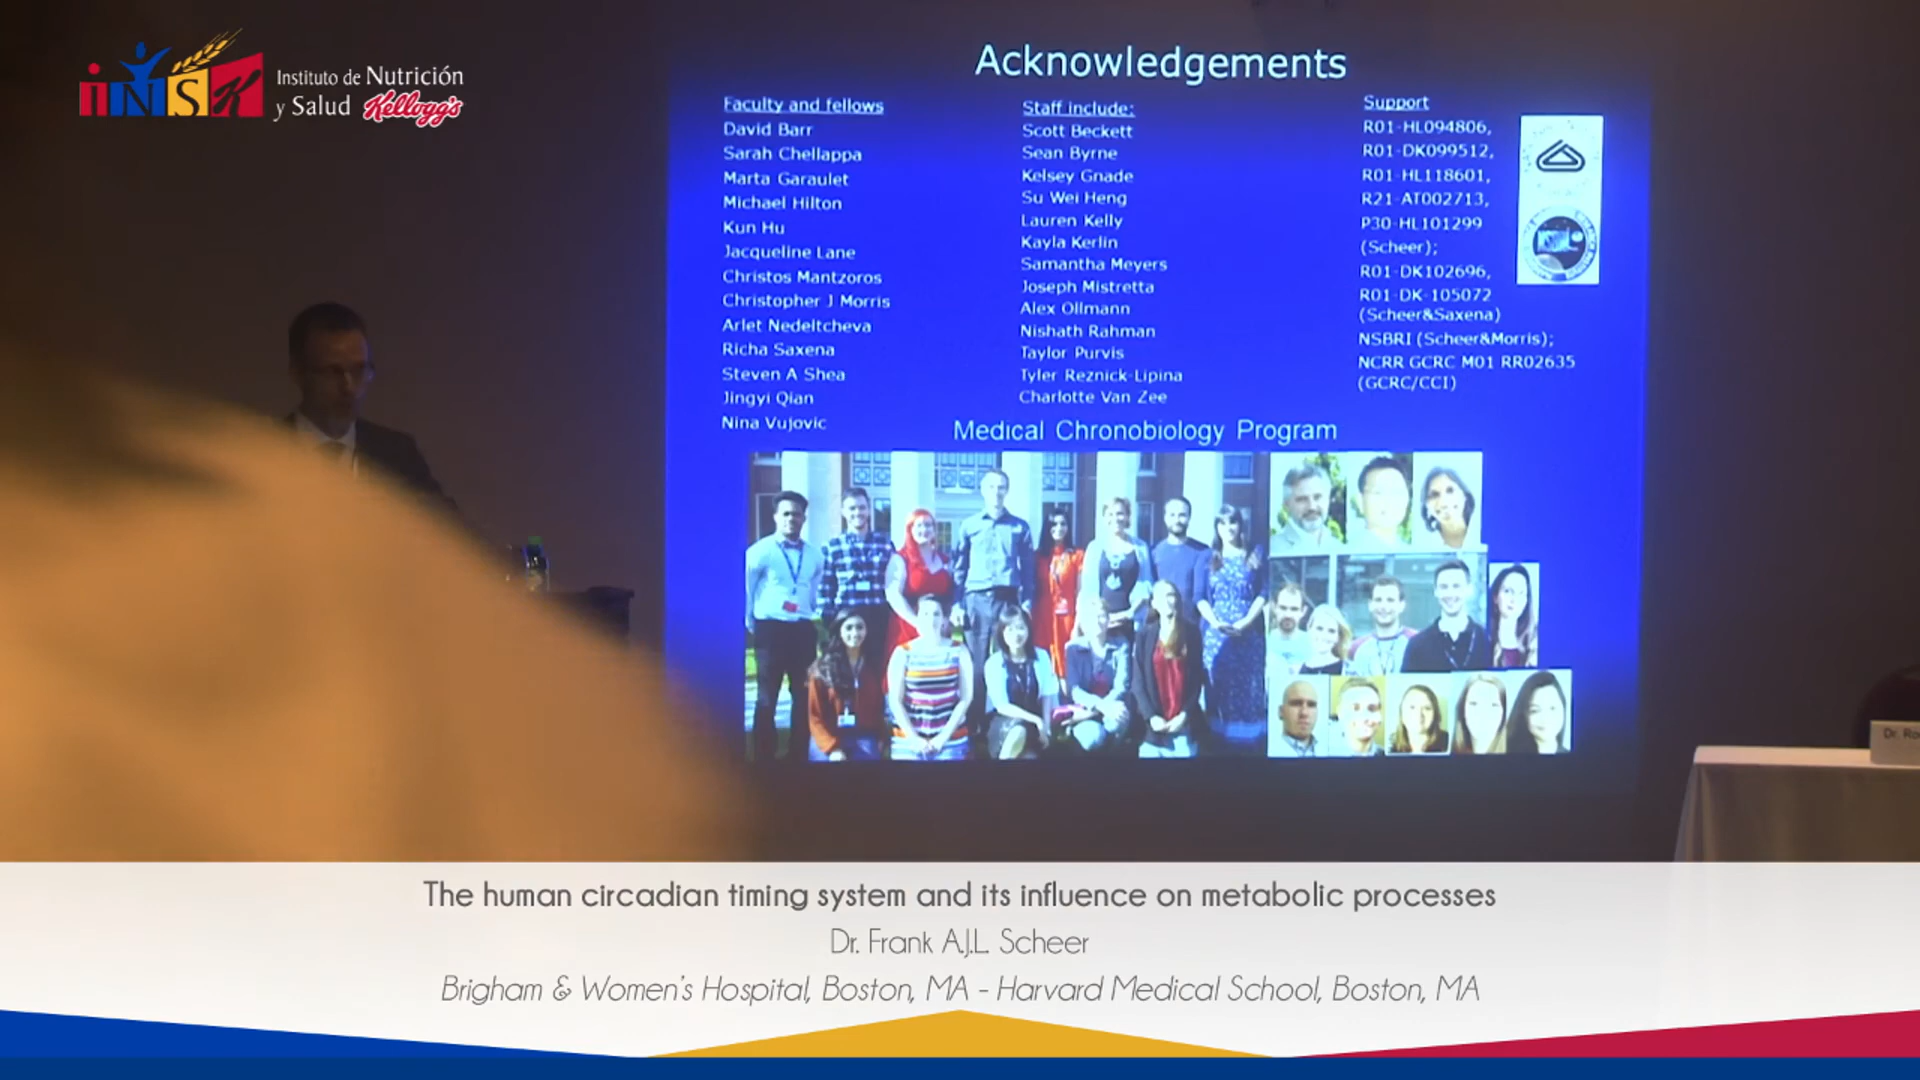 iNSK
Instituto de Nutrición
y Salud Kellogg's
Acknowledgements
Faculty and fellows
David Barr
Sarah Chellappa
Marta Garaulet
Michael Hilton
Kun Hu
Jacqueline Lane
Christos Mantzoros
Christopher J Morris
Arlet Nedeltcheva
Richa Saxena
Steven A Shea
Jingyi Qian
Nina Vujovic
Staff include:
Scott Beckett
Sean Byrne
Kelsey Gnade
Su Wei Heng
Lauren Kelly
Kayla Kerlin
Samantha Meyers
Joseph Mistretta
Alex Ollmann
Nishath Rahman
Taylor Purvis
Tyler Reznick-Lipina
Charlotte Van Zee
Support
R01-HL094806,
R01-DK099512,
R01-HL118601,
R21-AT002713,
P30-HL101299
(Scheer);
R01-DK102696,
R01-DK-105072
(Scheer&Saxena)
NSBRI (Scheer&Morris);
NCRR GCRC M01 RR02635
(GCRC/CCI)
Medical Chronobiology Program
Dr.
The human circadian timing system and its influence on metabolic processes
Dr. Frank A.J.L. Scheer
Brigham & Women's Hospital, Boston, MA - Harvard Medical School, Boston, MA